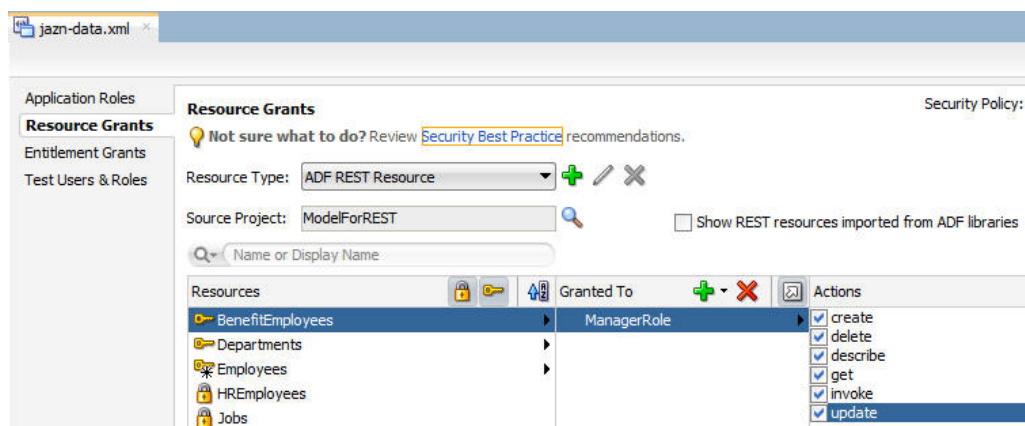 jazn-data.xml
Application Roles
Resource Grants
Entitlement Grants
Test Users & Roles
Resource Grants
Security Policy:
Not sure what to do? Review Security Best Practice recommendations.
Resource Type: ADF REST Resource
Source Project: ModelForREST
Show REST resources imported from ADF libraries
Name or Display Name
Resources
Granted To
Actions
BenefitEmployees
ManagerRole
create
Departments
delete
Employees
describe
HREmployees
get
Jobs
invoke
update